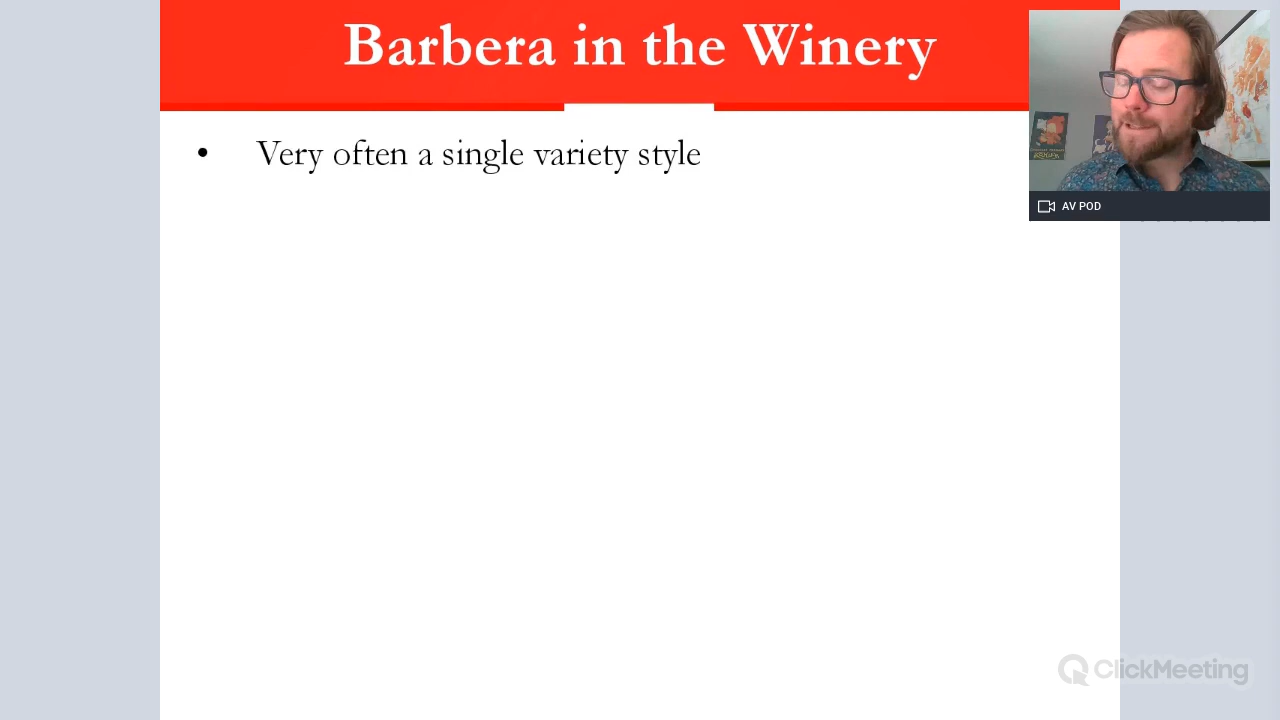 Barbera in the Winery
• Very often a single variety style
AV POD
ClickMeeting